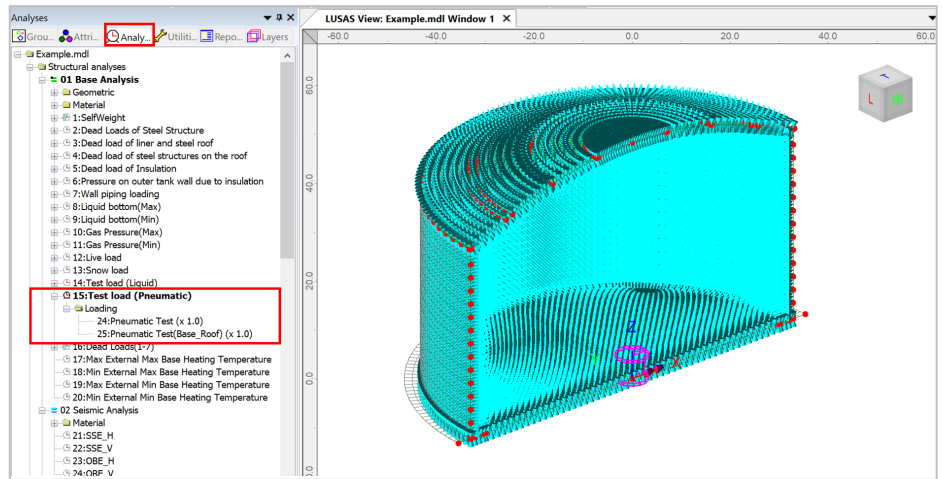 Analyses
Grou... Attri... Analy... Utiliti... Repo... Layers
Example.mdl
Structural analyses
01 Base Analysis
Geometric
Material
1:SelfWeight
2:Dead Loads of Steel Structure
3:Dead load of liner and steel roof
4:Dead load of steel structures on the roof
5:Dead load of Insulation
6:Pressure on outer tank wall due to insulation
7:Wall piping loading
8:Liquid bottom(Max)
9:Liquid bottom(Min)
10:Gas Pressure(Max)
11:Gas Pressure(Min)
12:Live load
13:Snow load
14:Test load (Liquid)
15:Test load (Pneumatic)
Loading
24:Pneumatic Test (x 1.0)
25:Pneumatic Test(Base_Roof) (x 1.0)
16:Dead Loads(1-7)
17:Max External Max Base Heating Temperature
18:Min External Max Base Heating Temperature
19:Max External Min Base Heating Temperature
20:Min External Min Base Heating Temperature
02 Seismic Analysis
Material
21:SSE_H
22:SSE_V
23:OBE_H
24:OBE_V
LUSAS View: Example.mdl Window 1
-60.0 -40.0 -20.0 0.0 20.0 40.0 60.0
60.0
40.0
20.0
0.0
0.0
T
L
Z
Y
X